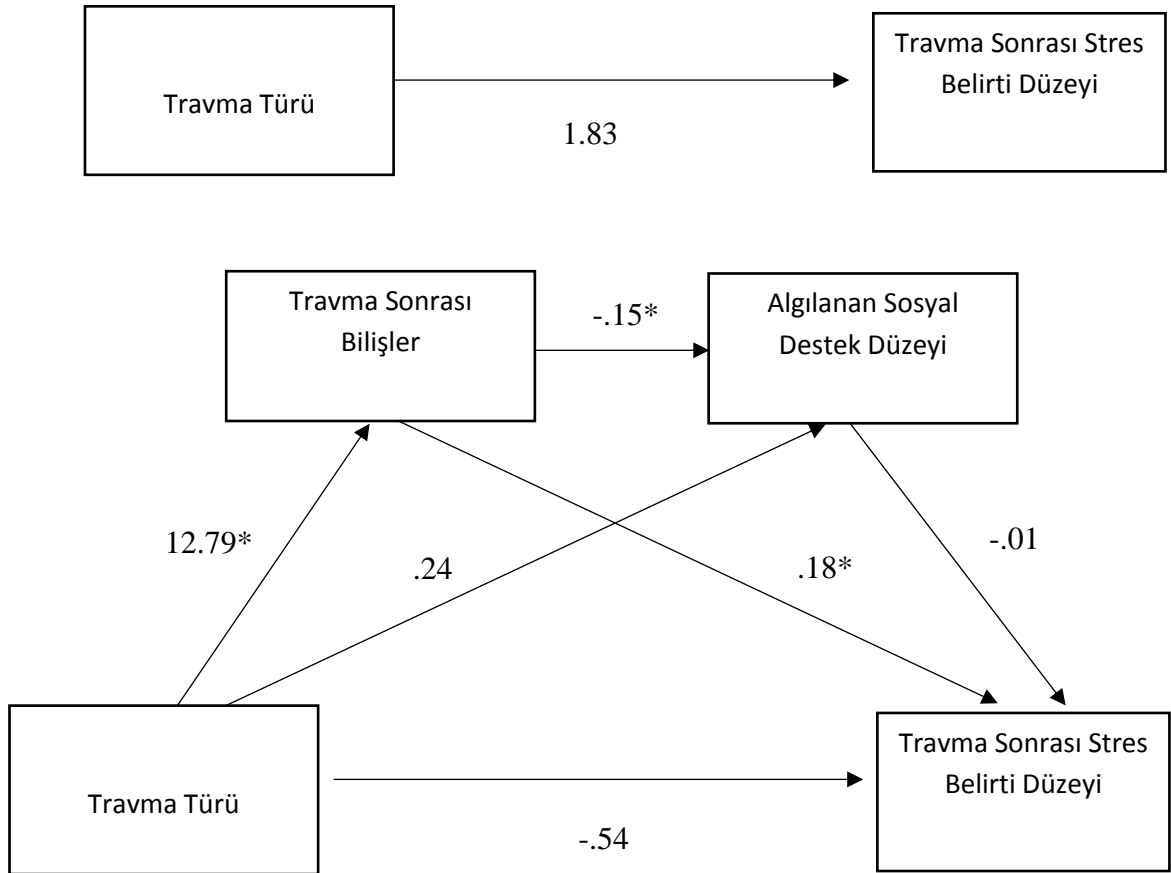 Travma Türü
Travma Sonrası Stres
Belirti Düzeyi
1.83
Travma Sonrası
Bilişler
-.15*
Algılanan Sosyal
Destek Düzeyi
12.79*
.24
.18*
-.01
Travma Türü
Travma Sonrası Stres
Belirti Düzeyi
-.54